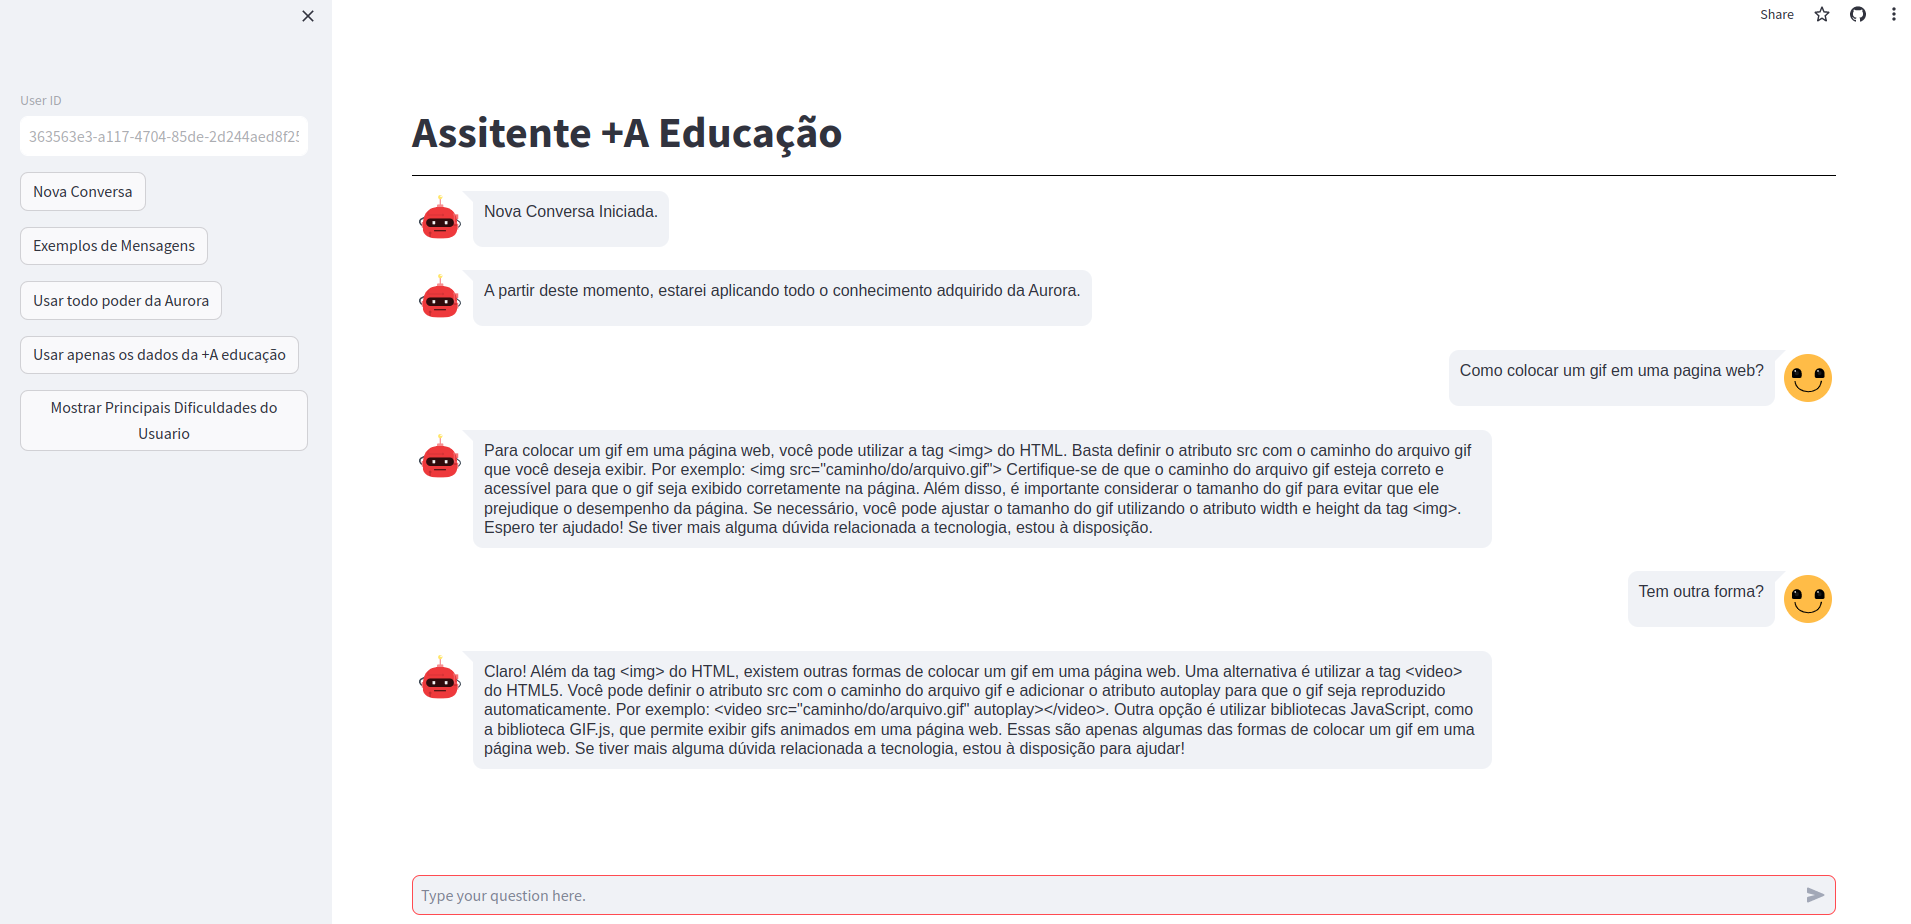 Share
User ID
363563e3-a117-4704-85de-2d244aed8f25
Nova Conversa
Exemplos de Mensagens
Usar todo poder da Aurora
Usar apenas os dados da +A educação
Mostrar Principais Dificuldades do
Usuario
Assitente +A Educação
Nova Conversa Iniciada.
A partir deste momento, estarei aplicando todo o conhecimento adquirido da Aurora.
Como colocar um gif em uma pagina web?
Para colocar um gif em uma página web, você pode utilizar a tag <img> do HTML. Basta definir o atributo src com o caminho do arquivo gif
que você deseja exibir. Por exemplo: <img src="caminho/do/arquivo.gif"> Certifique-se de que o caminho do arquivo gif esteja correto e
acessível para que o gif seja exibido corretamente na página. Além disso, é importante considerar o tamanho do gif para evitar que ele
prejudique o desempenho da página. Se necessário, você pode ajustar o tamanho do gif utilizando o atributo width e height da tag <img>.
Espero ter ajudado! Se tiver mais alguma dúvida relacionada a tecnologia, estou à disposição.
Tem outra forma?
Claro! Além da tag <img> do HTML, existem outras formas de colocar um gif em uma página web. Uma alternativa é utilizar a tag <video>
do HTML5. Você pode definir o atributo src com o caminho do arquivo gif e adicionar o atributo autoplay para que o gif seja reproduzido
automaticamente. Por exemplo: <video src="caminho/do/arquivo.gif" autoplay></video>. Outra opção é utilizar bibliotecas JavaScript, como
a biblioteca GIF.js, que permite exibir gifs animados em uma página web. Essas são apenas algumas das formas de colocar um gif em uma
página web. Se tiver mais alguma dúvida relacionada a tecnologia, estou à disposição para ajudar!
Type your question here.